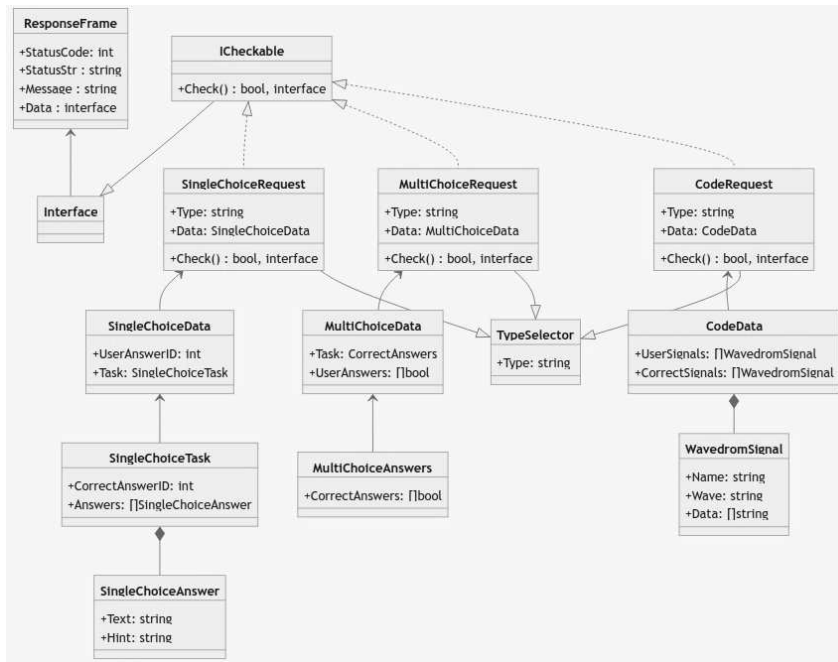 ResponseFrame
+StatusCode: int
+StatusStr : string
+Message : string
+Data : interface
ICheckable
+Check() : bool, interface
Interface
SingleChoiceRequest
+Type: string
+Data: SingleChoiceData
+Check() : bool, interface
MultiChoiceRequest
+Type: string
+Data: MultiChoiceData
+Check() : bool, interface
CodeRequest
+Type: string
+Data: CodeData
+Check() : bool, interface
SingleChoiceData
+UserAnswerID: int
+Task: SingleChoiceTask
MultiChoiceData
+Task: CorrectAnswers
+UserAnswers: []bool
TypeSelector
+Type: string
CodeData
+UserSignals: []WavedromSignal
+CorrectSignals: []WavedromSignal
SingleChoiceTask
+CorrectAnswerID: int
+Answers: []SingleChoiceAnswer
MultiChoiceAnswers
+CorrectAnswers: []bool
WavedromSignal
+Name: string
+Wave: string
+Data: []string
SingleChoiceAnswer
+Text: string
+Hint: string